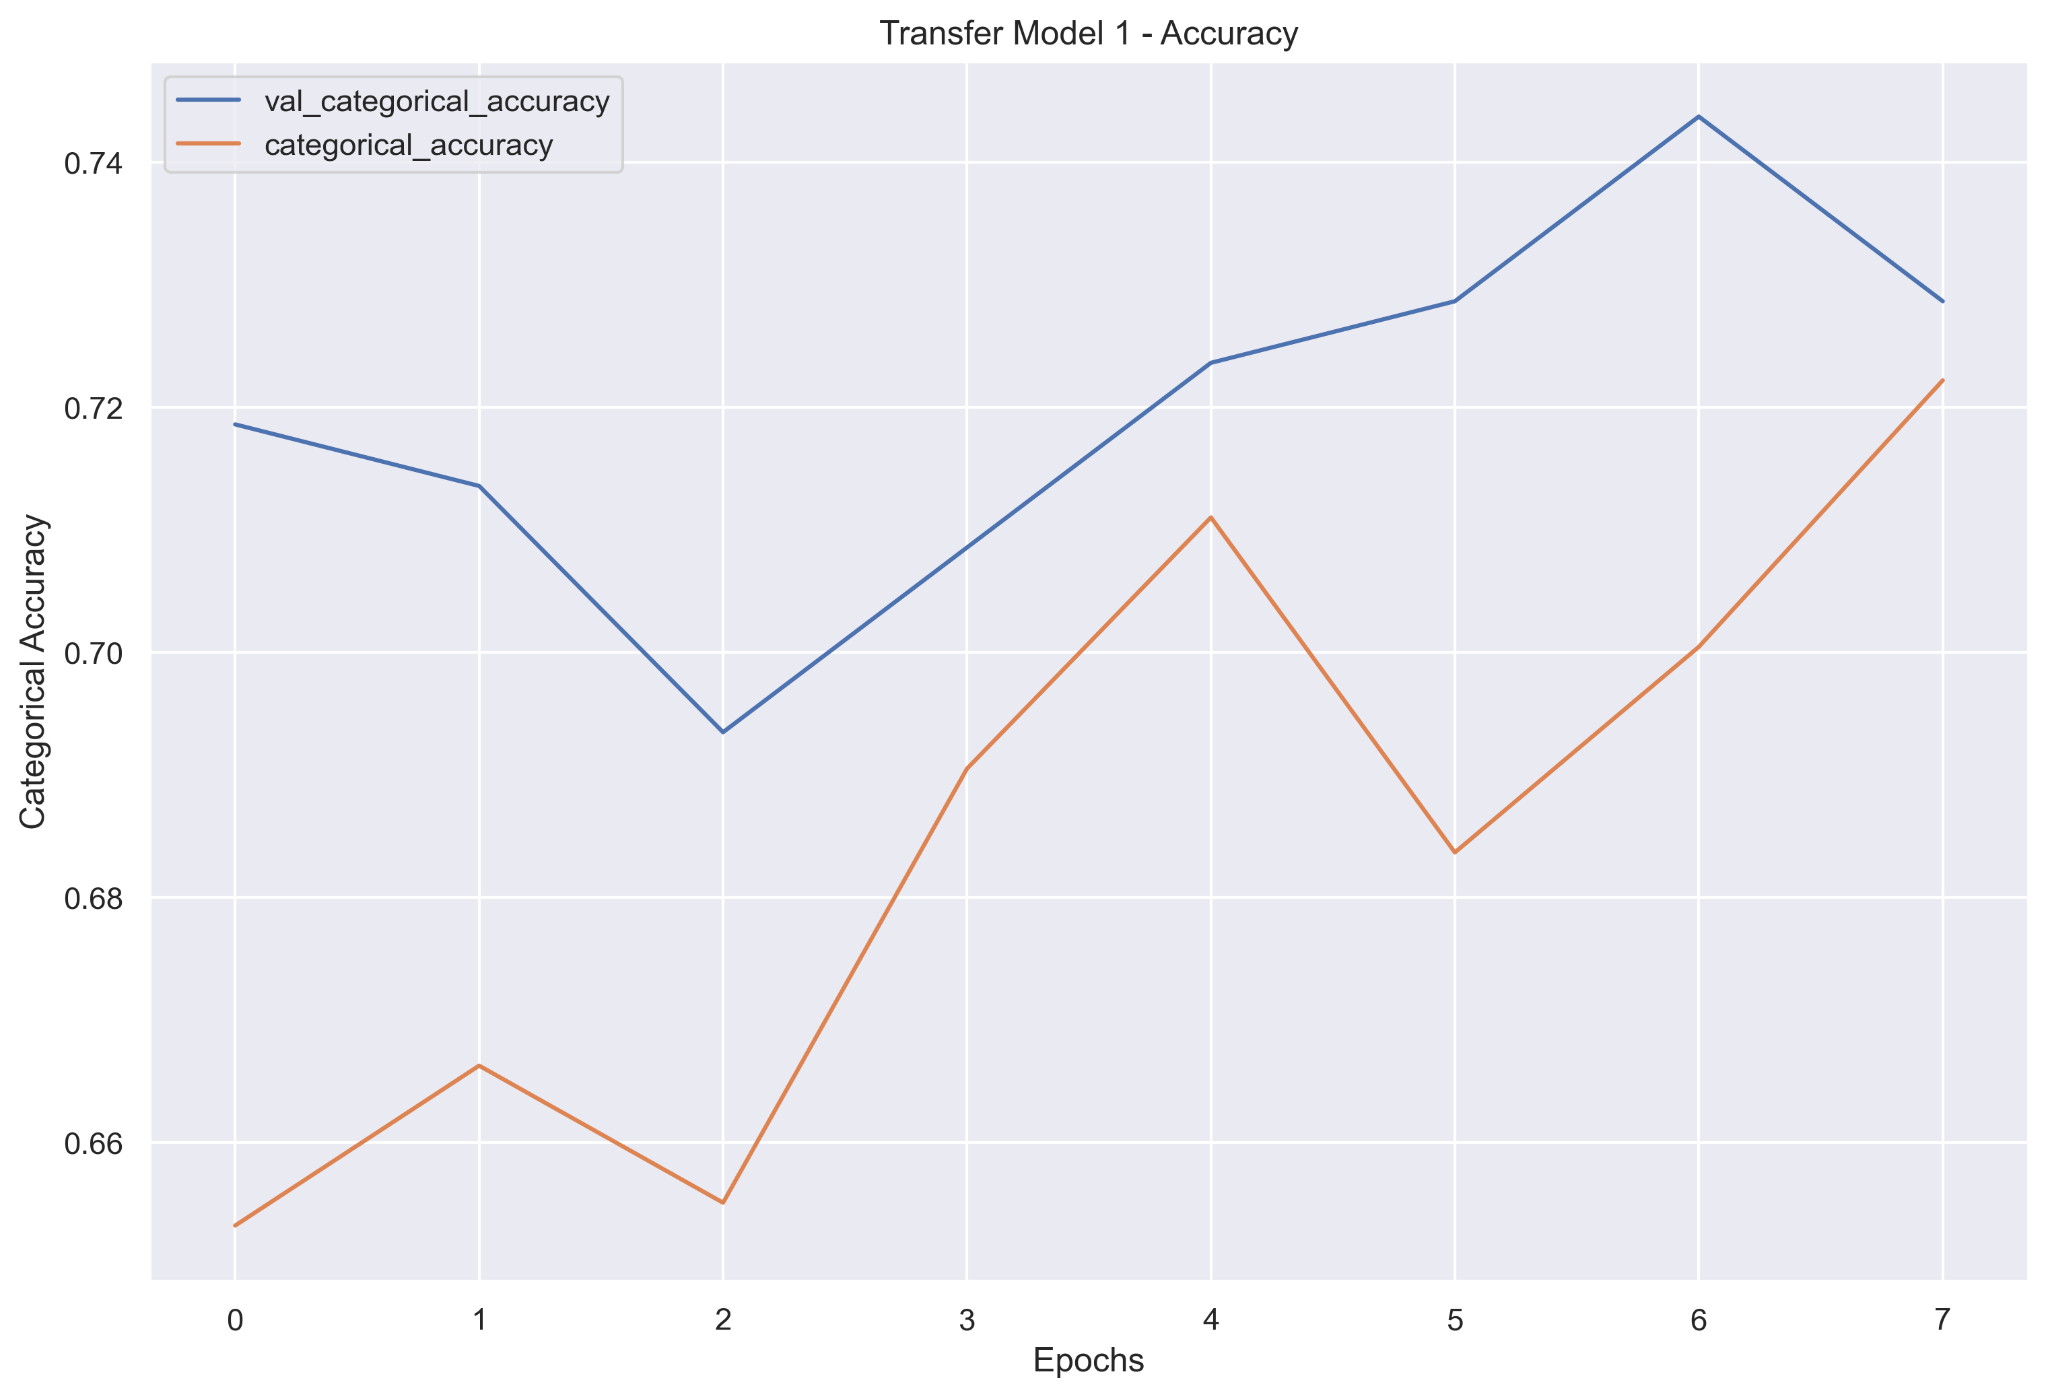 Transfer Model 1 - Accuracy
val_categorical_accuracy
categorical_accuracy
Categorical Accuracy
0.74
0.72
0.70
0.68
0.66
0 1 2 3 4 5 6 7
Epochs